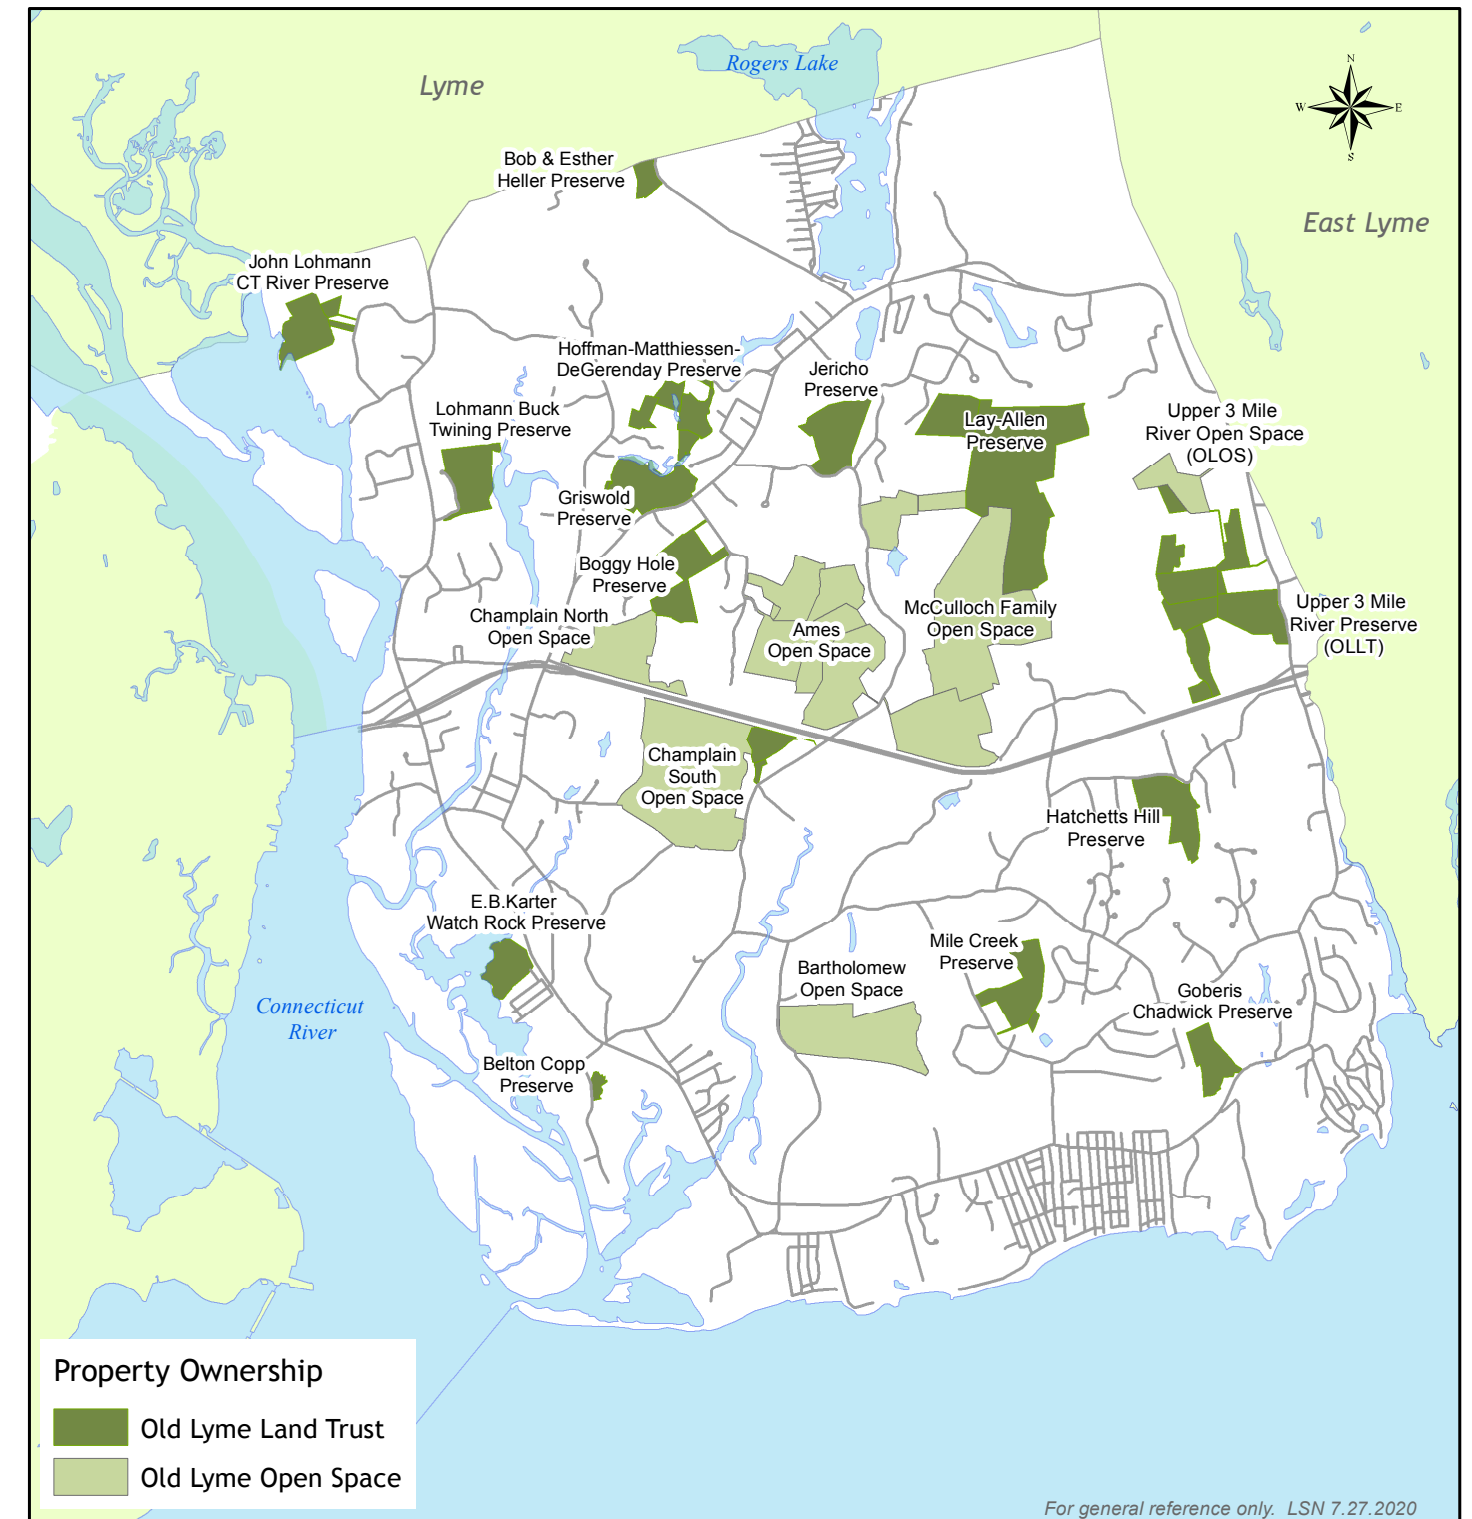 Rogers Lake
N
W
E
S
Lyme
East Lyme
Bob & Esther
Heller Preserve
John Lohmann
CT River Preserve
Hoffman-Matthiessen-
DeGerenday Preserve
Jericho
Preserve
Lohmann Buck
Twining Preserve
Lay-Allen
Preserve
Upper 3 Mile
River Open Space
(OLOS)
Griswold
Preserve
Boggy Hole
Preserve
Champlain North
Open Space
Ames
Open Space
McCulloch Family
Open Space
Upper 3 Mile
River Preserve
(OLLT)
Champlain
South
Open Space
Hatchetts Hill
Preserve
E.B.Karter
Watch Rock Preserve
Mile Creek
Preserve
Bartholomew
Open Space
Goberis
Chadwick Preserve
Connecticut
River
Belton Copp
Preserve
Property Ownership
Old Lyme Land Trust
Old Lyme Open Space
For general reference only. LSN 7.27.2020